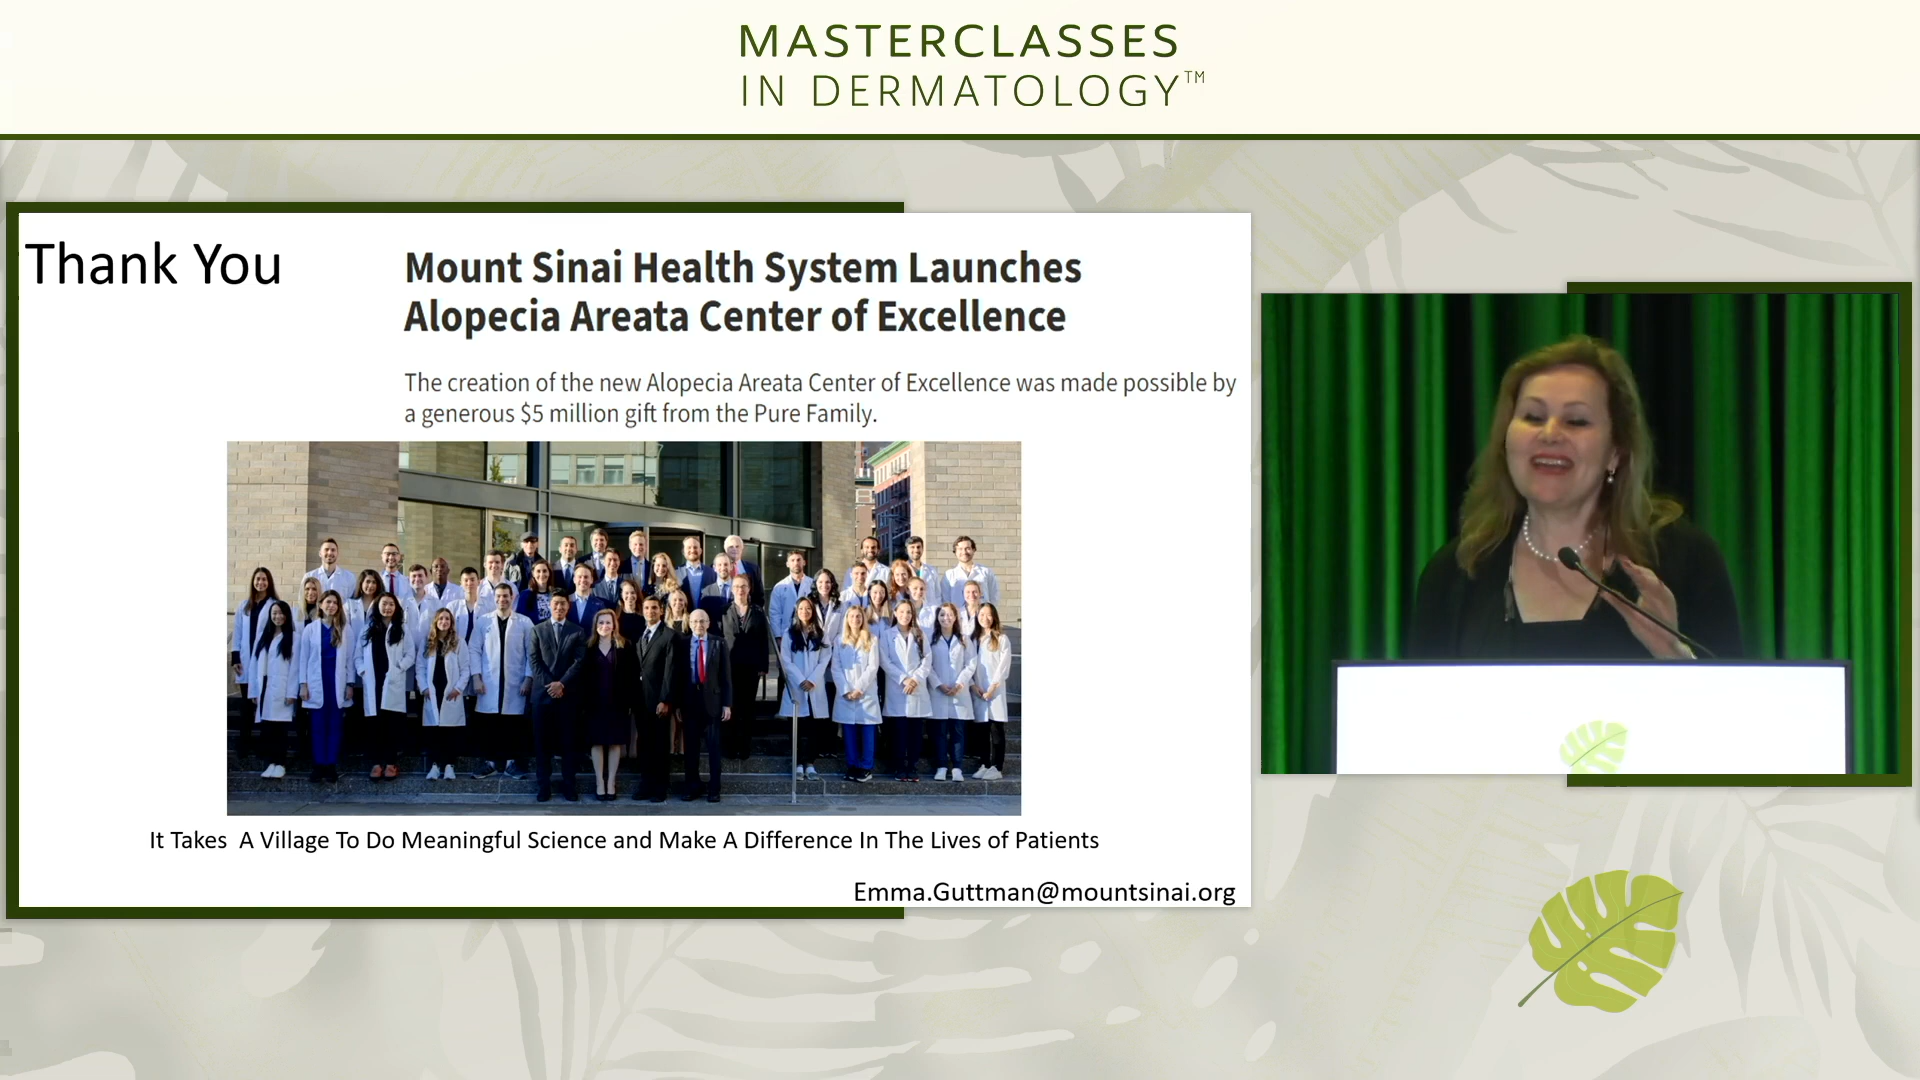 MASTERCLASSES
IN DERMATOLOGY™
Thank You
Mount Sinai Health System Launches
Alopecia Areata Center of Excellence
The creation of the new Alopecia Areata Center of Excellence was made possible by
a generous $5 million gift from the Pure Family.
It Takes A Village To Do Meaningful Science and Make A Difference In The Lives of Patients
Emma.Guttman@mountsinai.org